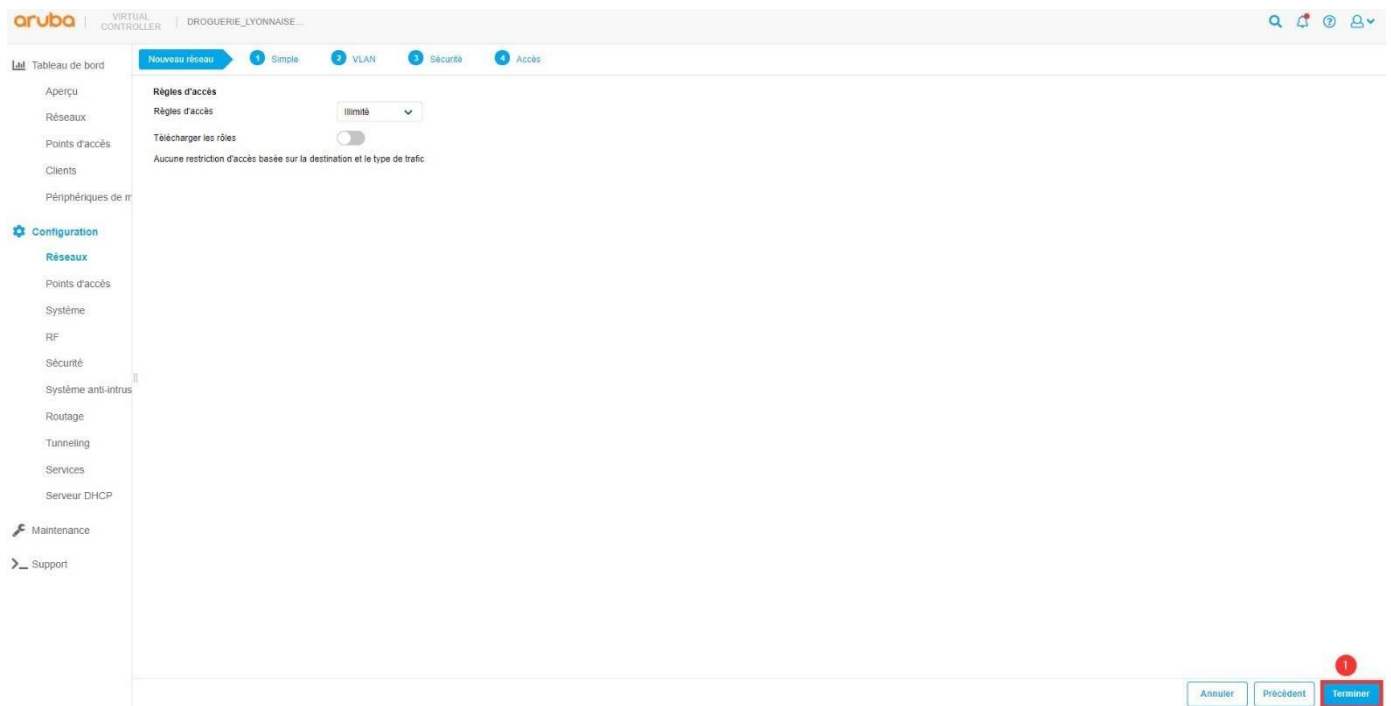 aruba
VIRTUAL
CONTROLLER
DROGUERIE_LYONNAISE...
Tableau de bord
Aperçu
Réseaux
Points d'accès
Clients
Périphériques de m
Configuration
Réseaux
Points d'accès
Système
RF
Sécurité
Système anti-intrus
Routage
Tunneling
Services
Serveur DHCP
Maintenance
Support
Nouveau réseau
1 Simple
2 VLAN
3 Sécurité
4 Accès
Règles d'accès
Règles d'accès
Illimité
Télécharger les rôles
Aucune restriction d'accès basée sur la destination et le type de trafic
1
Annuler
Précédent
Terminer